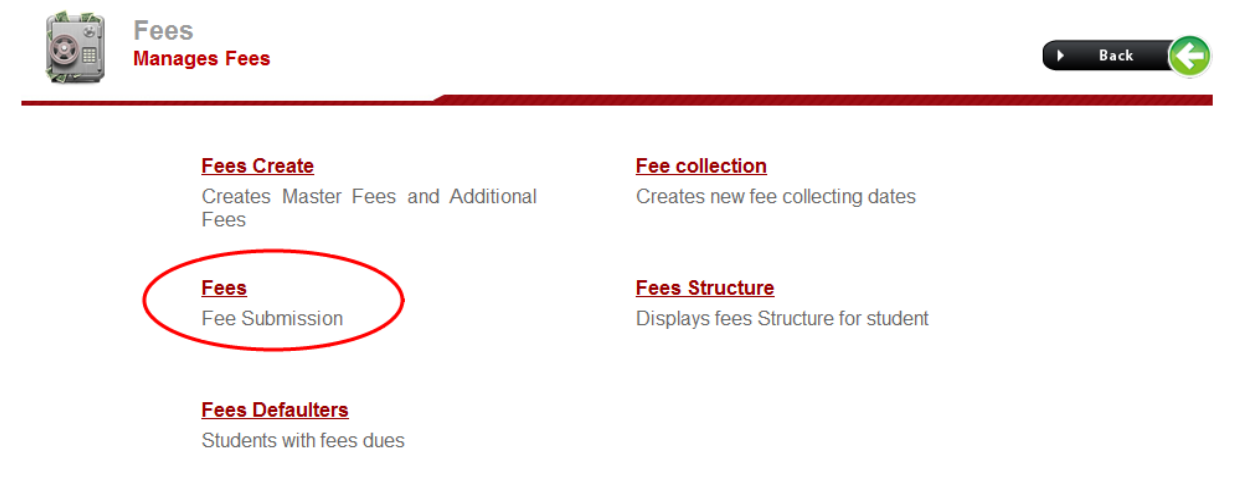 Fees
Manages Fees
Back
Fees Create
Creates Master Fees and Additional
Fees
Fee collection
Creates new fee collecting dates
Fees
Fee Submission
Fees Structure
Displays fees Structure for student
Fees Defaulters
Students with fees dues